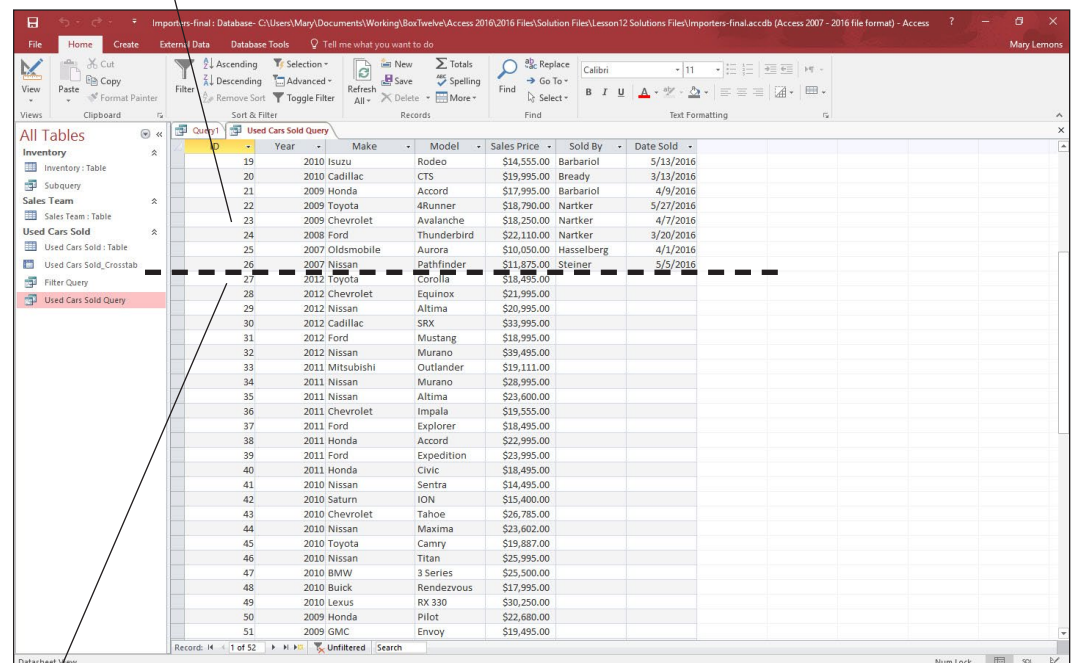 Importers-final : Database- C:\Users\Mary\Documents\Working\BoxTwelve\Access 2016\2016 Files\Solution Files\Lesson12 Solutions Files\Importers-final.accdb (Access 2007 - 2016 file format) - Access ?
File Home Create External Data Database Tools Tell me what you want to do Mary Lemons
View Paste Cut Copy Format Painter Filter Ascending Descending Remove Sort Selection Advanced Toggle Filter Refresh All New Save Delete Totals Spelling More Find Replace Go To Select Calibri 11 B I U A
Views Clipboard Sort & Filter Records Find Text Formatting
All Tables
Inventory
Inventory : Table
Subquery
Sales Team
Sales Team : Table
Used Cars Sold
Used Cars Sold : Table
Used Cars Sold_Crosstab
Filter Query
Used Cars Sold Query
Query1 Used Cars Sold Query
ID Year Make Model Sales Price Sold By Date Sold
19 2010 Isuzu Rodeo $14,555.00 Barbariol 5/13/2016
20 2010 Cadillac CTS $19,995.00 Bready 3/13/2016
21 2009 Honda Accord $17,995.00 Barbariol 4/9/2016
22 2009 Toyota 4Runner $18,790.00 Nartker 5/27/2016
23 2009 Chevrolet Avalanche $18,250.00 Nartker 4/7/2016
24 2008 Ford Thunderbird $22,110.00 Nartker 3/20/2016
25 2007 Oldsmobile Aurora $10,050.00 Hasselberg 4/1/2016
26 2007 Nissan Pathfinder $11,875.00 Steiner 5/5/2016
27 2012 Toyota Corolla $18,495.00
28 2012 Chevrolet Equinox $21,995.00
29 2012 Nissan Altima $20,995.00
30 2012 Cadillac SRX $33,995.00
31 2012 Ford Mustang $18,995.00
32 2012 Nissan Murano $39,495.00
33 2011 Mitsubishi Outlander $19,111.00
34 2011 Nissan Murano $28,995.00
35 2011 Nissan Altima $23,600.00
36 2011 Chevrolet Impala $19,555.00
37 2011 Ford Explorer $18,495.00
38 2011 Honda Accord $22,995.00
39 2011 Ford Expedition $23,995.00
40 2011 Honda Civic $18,495.00
41 2010 Nissan Sentra $14,495.00
42 2010 Saturn ION $15,400.00
43 2010 Chevrolet Tahoe $26,785.00
44 2010 Nissan Maxima $23,602.00
45 2010 Toyota Camry $19,887.00
46 2010 Nissan Titan $25,995.00
47 2010 BMW 3 Series $25,500.00
48 2010 Buick Rendezvous $17,995.00
49 2010 Lexus RX 330 $30,250.00
50 2009 Honda Pilot $22,680.00
51 2009 GMC Envoy $19,495.00
Record: 1 of 52 Unfiltered Search
Datasheet View Num Lock SQL